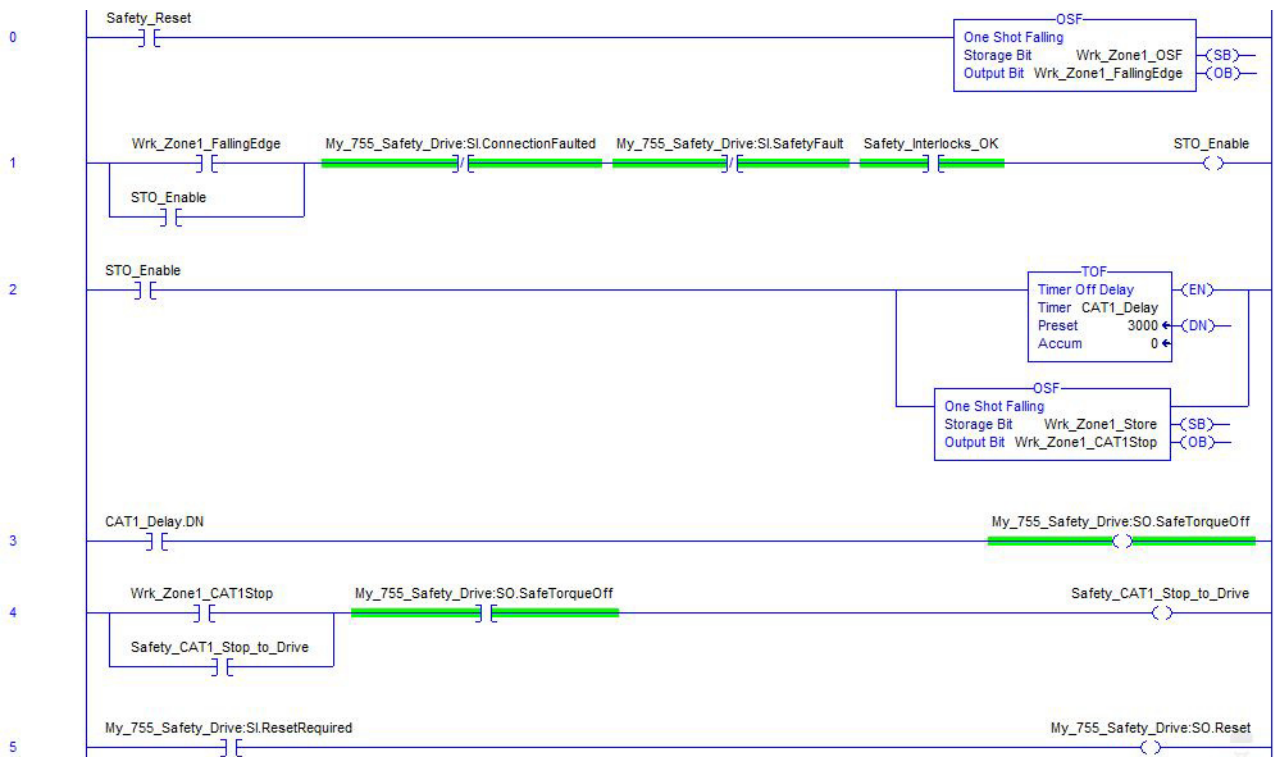 Safety_Reset
OSF
0
One Shot Falling
Storage Bit Wrk_Zone1_OSF (SB)
Output Bit Wrk_Zone1_FallingEdge (OB)
Wrk_Zone1_FallingEdge My_755_Safety_Drive:SI.ConnectionFaulted My_755_Safety_Drive:SI.SafetyFault Safety_Interlocks_OK STO_Enable
1
STO_Enable
STO_Enable
TOF
2
Timer Off Delay (EN)
Timer CAT1_Delay
Preset 3000 (DN)
Accum 0
OSF
One Shot Falling
Storage Bit Wrk_Zone1_Store (SB)
Output Bit Wrk_Zone1_CAT1Stop (OB)
CAT1_Delay.DN My_755_Safety_Drive:SO.SafeTorqueOff
3
Wrk_Zone1_CAT1Stop My_755_Safety_Drive:SO.SafeTorqueOff Safety_CAT1_Stop_to_Drive
4
Safety_CAT1_Stop_to_Drive
My_755_Safety_Drive:SI.ResetRequired My_755_Safety_Drive:SO.Reset
5